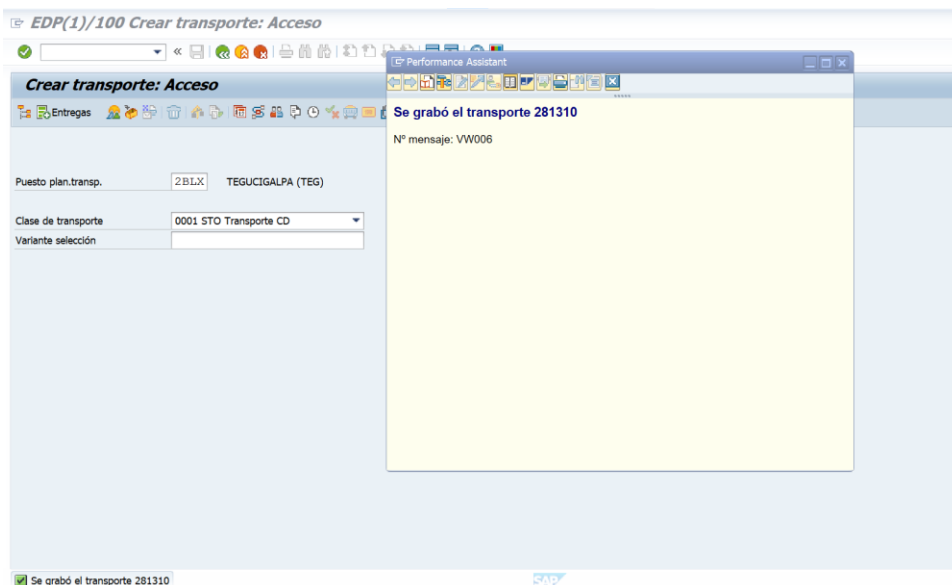 EDP(1)/100 Crear transporte: Acceso
Performance Assistant
Crear transporte: Acceso
Entregas
Se grabó el transporte 281310
Nº mensaje: VW006
Puesto plan.transp. 2BLX TEGUCIGALPA (TEG)
Clase de transporte 0001 STO Transporte CD
Variante selección
Se grabó el transporte 281310
SAP